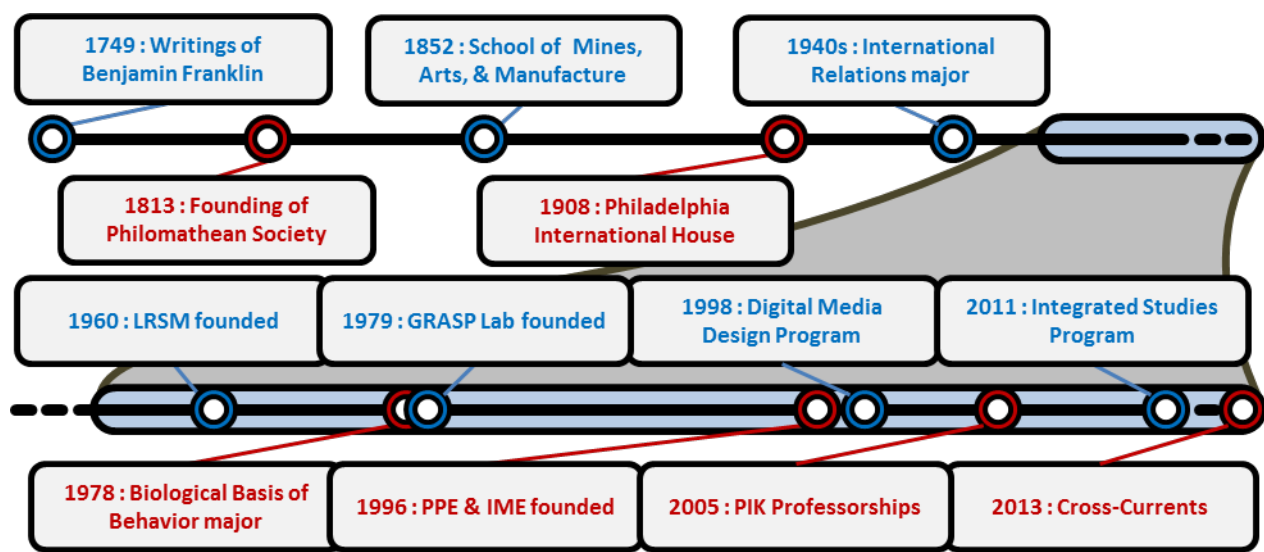 1749 : Writings of
Benjamin Franklin
1852 : School of Mines,
Arts, & Manufacture
1940s : International
Relations major
1813 : Founding of
Philomathean Society
1908 : Philadelphia
International House
1960 : LRSM founded
1979 : GRASP Lab founded
1998 : Digital Media
Design Program
2011 : Integrated Studies
Program
1978 : Biological Basis of
Behavior major
1996 : PPE & IME founded
2005 : PIK Professorships
2013 : Cross-Currents